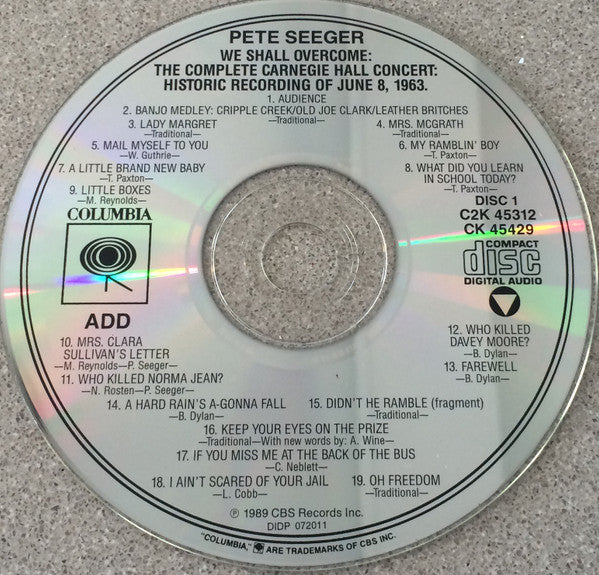 PETE SEEGER
WE SHALL OVERCOME:
THE COMPLETE CARNEGIE HALL CONCERT:
HISTORIC RECORDING OF JUNE 8, 1963.
1. AUDIENCE
2. BANJO MEDLEY: CRIPPLE CREEK/OLD JOE CLARK/LEATHER BRITCHES
—Traditional—
3. LADY MARGRET
—Traditional—
4. MRS. MCGRATH
—Traditional—
5. MAIL MYSELF TO YOU
—W. Guthrie—
6. MY RAMBLIN' BOY
—T. Paxton—
7. A LITTLE BRAND NEW BABY
—T. Paxton—
8. WHAT DID YOU LEARN
IN SCHOOL TODAY?
—T. Paxton—
9. LITTLE BOXES
—M. Reynolds—
COLUMBIA
DISC 1
C2K 45312
CK 45429
COMPACT
disc
DIGITAL AUDIO
ADD
10. MRS. CLARA
SULLIVAN'S LETTER
—M. Reynolds—P. Seeger—
11. WHO KILLED NORMA JEAN?
—N. Rosten—P. Seeger—
12. WHO KILLED
DAVEY MOORE?
—B. Dylan—
13. FAREWELL
—B. Dylan—
14. A HARD RAIN'S A-GONNA FALL
—B. Dylan—
15. DIDN'T HE RAMBLE (fragment)
16. KEEP YOUR EYES ON THE PRIZE
—Traditional—With new words by: A. Wine—
17. IF YOU MISS ME AT THE BACK OF THE BUS
—C. Neblett—
18. I AIN'T SCARED OF YOUR JAIL
—L. Cobb—
19. OH FREEDOM
—Traditional—
℗ 1989 CBS Records Inc.
DIDP 072011
"COLUMBIA," ARE TRADEMARKS OF CBS INC.